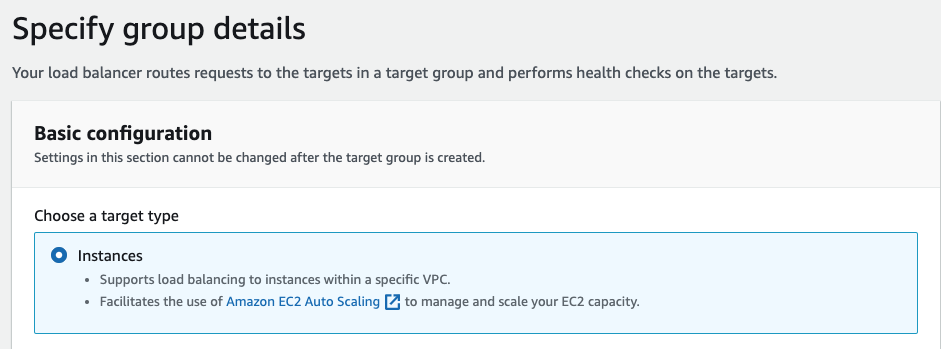 Specify group details
Your load balancer routes requests to the targets in a target group and performs health checks on the targets.
Basic configuration
Settings in this section cannot be changed after the target group is created.
Choose a target type
Instances
• Supports load balancing to instances within a specific VPC.
• Facilitates the use of Amazon EC2 Auto Scaling to manage and scale your EC2 capacity.